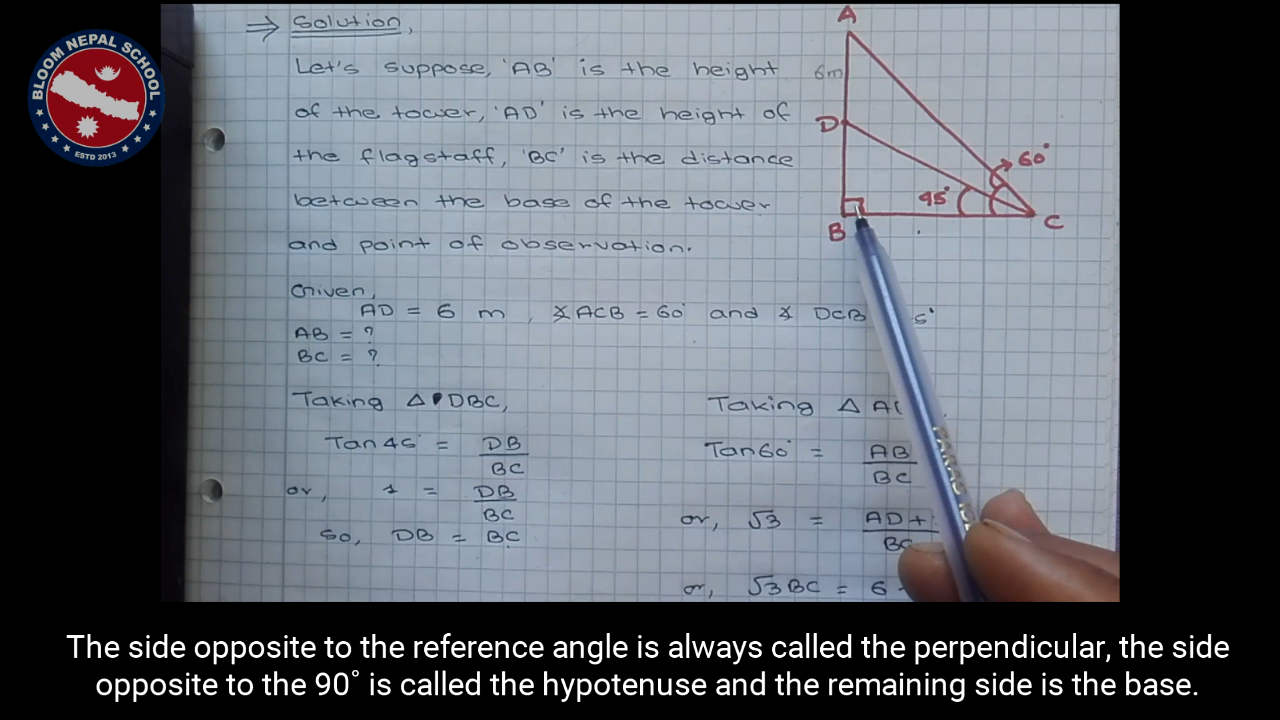 BLOOM NEPAL SCHOOL
ESTD 2013
⇒ Solution,
Let's suppose, 'AB' is the height
of the tower, 'AD' is the height of
the flagstaff, 'BC' is the distance
between the base of the tower
and point of observation.
A
6m
D
60°
45°
B
C
Given,
AD = 6 m, ∡ACB = 60° and ∡ DCB
AB = ?
BC = ?
Taking Δ DBC,
Tan45° = DB/BC
or, 1 = DB/BC
so, DB = BC
Taking Δ
Tan60° = AB/BC
or, √3 = AD+/BC
or, √3BC = 6
The side opposite to the reference angle is always called the perpendicular, the side
opposite to the 90° is called the hypotenuse and the remaining side is the base.